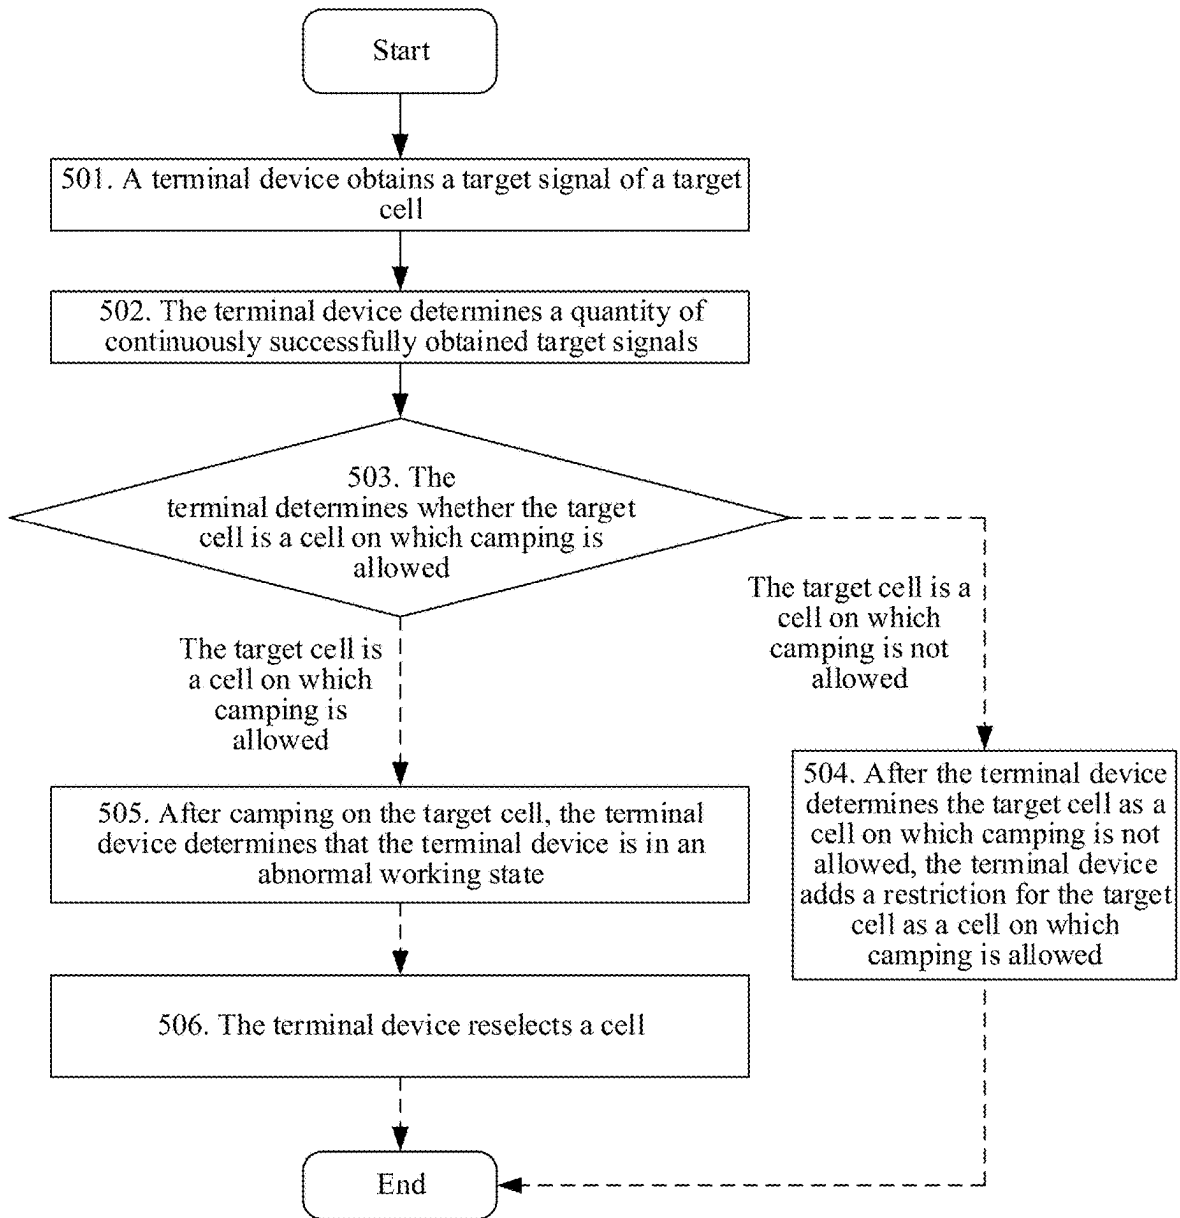 Start
501. A terminal device obtains a target signal of a target
cell
502. The terminal device determines a quantity of
continuously successfully obtained target signals
503. The
terminal determines whether the target
cell is a cell on which camping is
allowed
The target cell is a
cell on which
camping is not
allowed
The target cell is
a cell on which
camping is
allowed
504. After the terminal device
determines the target cell as a
cell on which camping is not
allowed, the terminal device
adds a restriction for the target
cell as a cell on which
camping is allowed
505. After camping on the target cell, the terminal
device determines that the terminal device is in an
abnormal working state
506. The terminal device reselects a cell
End